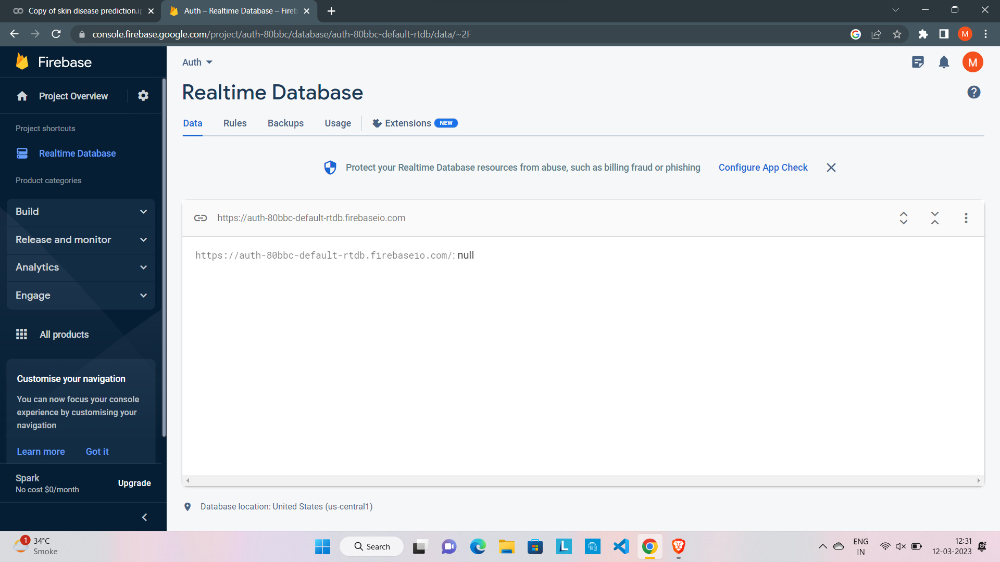 Copy of skin disease prediction.ip
Auth – Realtime Database – Fireb
console.firebase.google.com/project/auth-80bbc/database/auth-80bbc-default-rtdb/data/~2F
M
Firebase
Project Overview
Project shortcuts
Realtime Database
Product categories
Build
Release and monitor
Analytics
Engage
All products
Customise your navigation
You can now focus your console
experience by customising your
navigation
Learn more Got it
Spark
No cost $0/month
Upgrade
Auth
M
Realtime Database
Data Rules Backups Usage Extensions NEW
Protect your Realtime Database resources from abuse, such as billing fraud or phishing Configure App Check
https://auth-80bbc-default-rtdb.firebaseio.com
https://auth-80bbc-default-rtdb.firebaseio.com/: null
Database location: United States (us-central1)
1
34°C
Smoke
Search
L
ENG
IN
12:31
12-03-2023